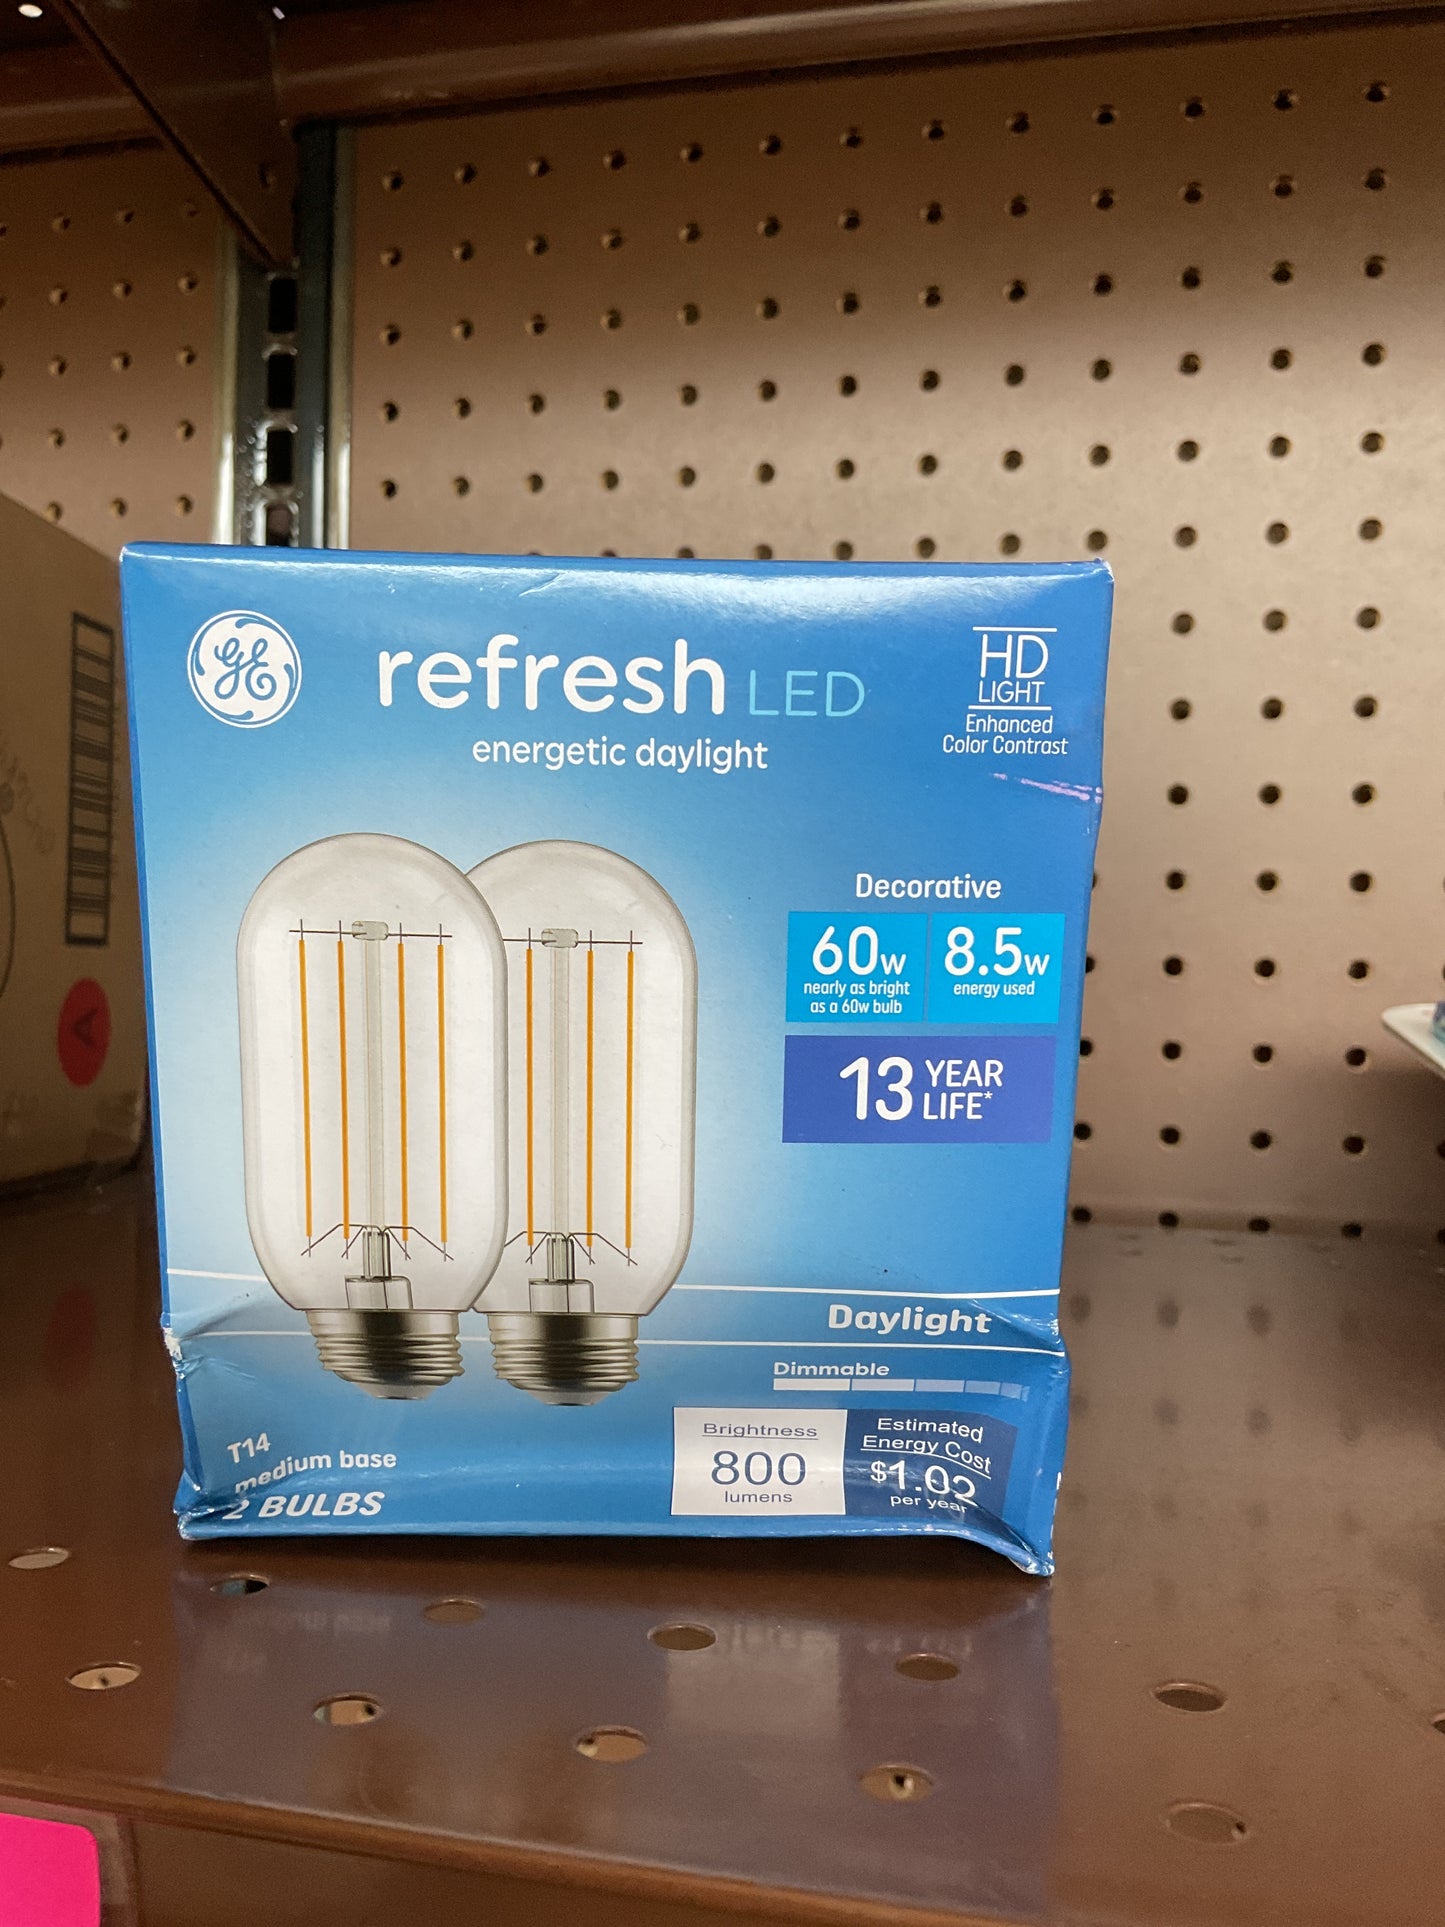 GE
refresh LED
energetic daylight
HD
LIGHT
Enhanced
Color Contrast
Decorative
60w
nearly as bright
as a 60w bulb
8.5w
energy used
13 YEAR
LIFE*
Daylight
Dimmable
T14
medium base
2 BULBS
Brightness
800
lumens
Estimated
Energy Cost
$1.02
per year
A